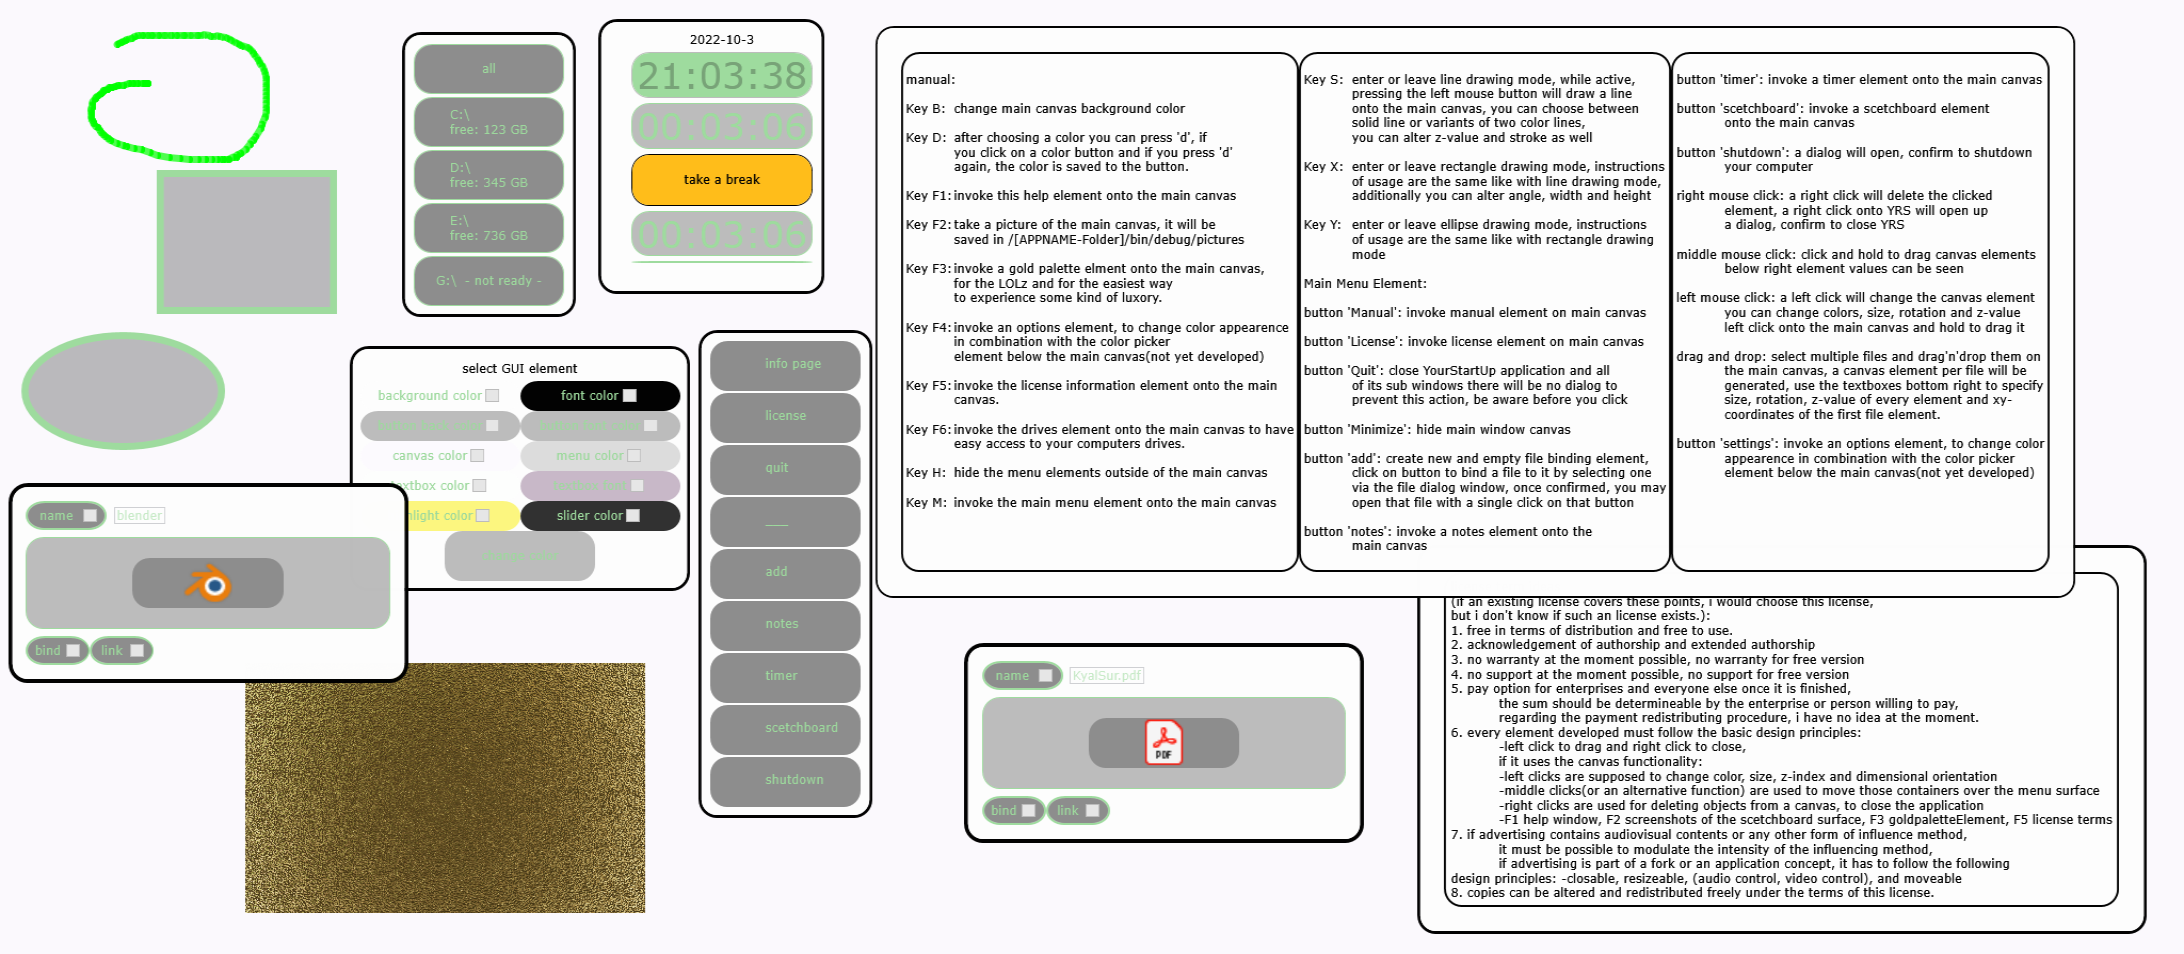 all
C:\
free: 123 GB
D:\
free: 345 GB
E:\
free: 736 GB
G:\ - not ready -
2022-10-3
21:03:38
00:03:06
take a break
00:03:06
select GUI element
background color
font color
canvas color
menu color
textbox color
light color
slider color
name
blender
bind
link
info page
license
quit
___
add
notes
timer
scetchboard
shutdown
manual:
Key B: change main canvas background color
Key D: after choosing a color you can press 'd', if
you click on a color button and if you press 'd'
again, the color is saved to the button.
Key F1: invoke this help element onto the main canvas
Key F2: take a picture of the main canvas, it will be
saved in /[APPNAME-Folder]/bin/debug/pictures
Key F3: invoke a gold palette elment onto the main canvas,
for the LOLz and for the easiest way
to experience some kind of luxory.
Key F4: invoke an options element, to change color appearence
in combination with the color picker
element below the main canvas(not yet developed)
Key F5: invoke the license information element onto the main
canvas.
Key F6: invoke the drives element onto the main canvas to have
easy access to your computers drives.
Key H: hide the menu elements outside of the main canvas
Key M: invoke the main menu element onto the main canvas
Key S: enter or leave line drawing mode, while active,
pressing the left mouse button will draw a line
onto the main canvas, you can choose between
solid line or variants of two color lines,
you can alter z-value and stroke as well
Key X: enter or leave rectangle drawing mode, instructions
of usage are the same like with line drawing mode,
additionally you can alter angle, width and height
Key Y: enter or leave ellipse drawing mode, instructions
of usage are the same like with rectangle drawing
mode
Main Menu Element:
button 'Manual': invoke manual element on main canvas
button 'License': invoke license element on main canvas
button 'Quit': close YourStartUp application and all
of its sub windows there will be no dialog to
prevent this action, be aware before you click
button 'Minimize': hide main window canvas
button 'add': create new and empty file binding element,
click on button to bind a file to it by selecting one
via the file dialog window, once confirmed, you may
open that file with a single click on that button
button 'notes': invoke a notes element onto the
main canvas
button 'timer': invoke a timer element onto the main canvas
button 'scetchboard': invoke a scetchboard element
onto the main canvas
button 'shutdown': a dialog will open, confirm to shutdown
your computer
right mouse click: a right click will delete the clicked
element, a right click onto YRS will open up
a dialog, confirm to close YRS
middle mouse click: click and hold to drag canvas elements
below right element values can be seen
left mouse click: a left click will change the canvas element
you can change colors, size, rotation and z-value
left click onto the main canvas and hold to drag it
drag and drop: select multiple files and drag'n'drop them on
the main canvas, a canvas element per file will be
generated, use the textboxes bottom right to specify
size, rotation, z-value of every element and xy-
coordinates of the first file element.
button 'settings': invoke an options element, to change color
appearence in combination with the color picker
element below the main canvas(not yet developed)
name
KyalSur.pdf
PDF
bind
link
(if an existing license covers these points, i would choose this license,
but i don't know if such an license exists.):
1. free in terms of distribution and free to use.
2. acknowledgement of authorship and extended authorship
3. no warranty at the moment possible, no warranty for free version
4. no support at the moment possible, no support for free version
5. pay option for enterprises and everyone else once it is finished,
the sum should be determineable by the enterprise or person willing to pay,
regarding the payment redistributing procedure, i have no idea at the moment.
6. every element developed must follow the basic design principles:
-left click to drag and right click to close,
if it uses the canvas functionality:
-left clicks are supposed to change color, size, z-index and dimensional orientation
-middle clicks(or an alternative function) are used to move those containers over the menu surface
-right clicks are used for deleting objects from a canvas, to close the application
-F1 help window, F2 screenshots of the scetchboard surface, F3 goldpaletteElement, F5 license terms
7. if advertising contains audiovisual contents or any other form of influence method,
it must be possible to modulate the intensity of the influencing method,
if advertising is part of a fork or an application concept, it has to follow the following
design principles: -closable, resizeable, (audio control, video control), and moveable
8. copies can be altered and redistributed freely under the terms of this license.